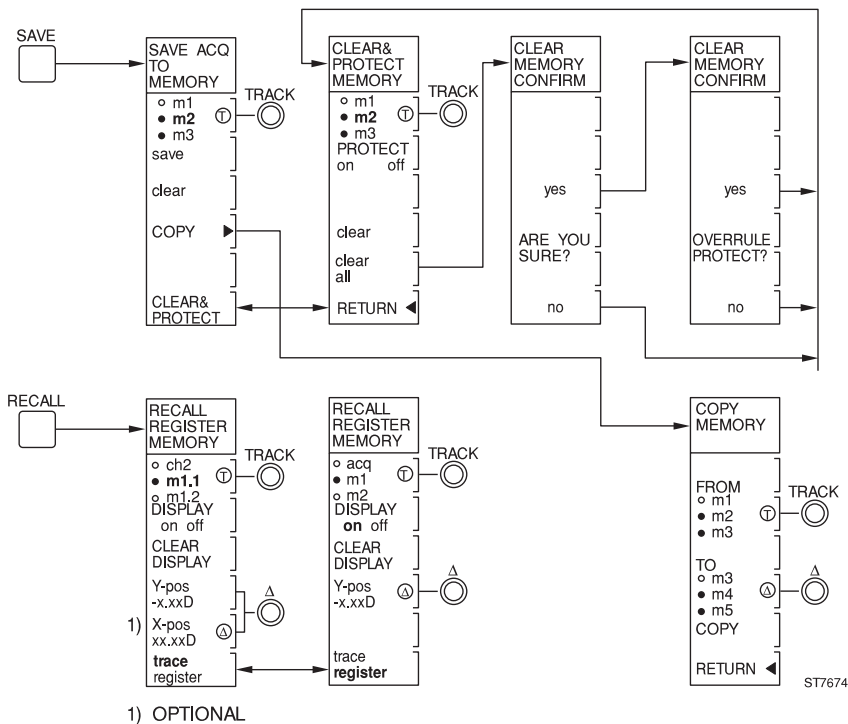 SAVE
SAVE ACQ
TO
MEMORY
○ m1
● m2
● m3
T
TRACK
save
clear
COPY ▶
CLEAR&
PROTECT
CLEAR&
PROTECT
MEMORY
○ m1
● m2
● m3
T
TRACK
PROTECT
on off
clear
clear
all
RETURN ◀
CLEAR
MEMORY
CONFIRM
yes
ARE YOU
SURE?
no
CLEAR
MEMORY
CONFIRM
yes
OVERRULE
PROTECT?
no
RECALL
RECALL
REGISTER
MEMORY
○ ch2
● m1.1
○ m1.2
T
TRACK
DISPLAY
on off
CLEAR
DISPLAY
Y-pos
-x.xxD
Δ
1) X-pos
xx.xxD
Δ
trace
register
RECALL
REGISTER
MEMORY
○ acq
● m1
○ m2
T
TRACK
DISPLAY
on off
CLEAR
DISPLAY
Y-pos
-x.xxD
Δ
Δ
trace
register
COPY
MEMORY
FROM
○ m1
● m2
● m3
T
TRACK
TO
○ m3
● m4
● m5
Δ
Δ
COPY
RETURN ◀
ST7674
1) OPTIONAL